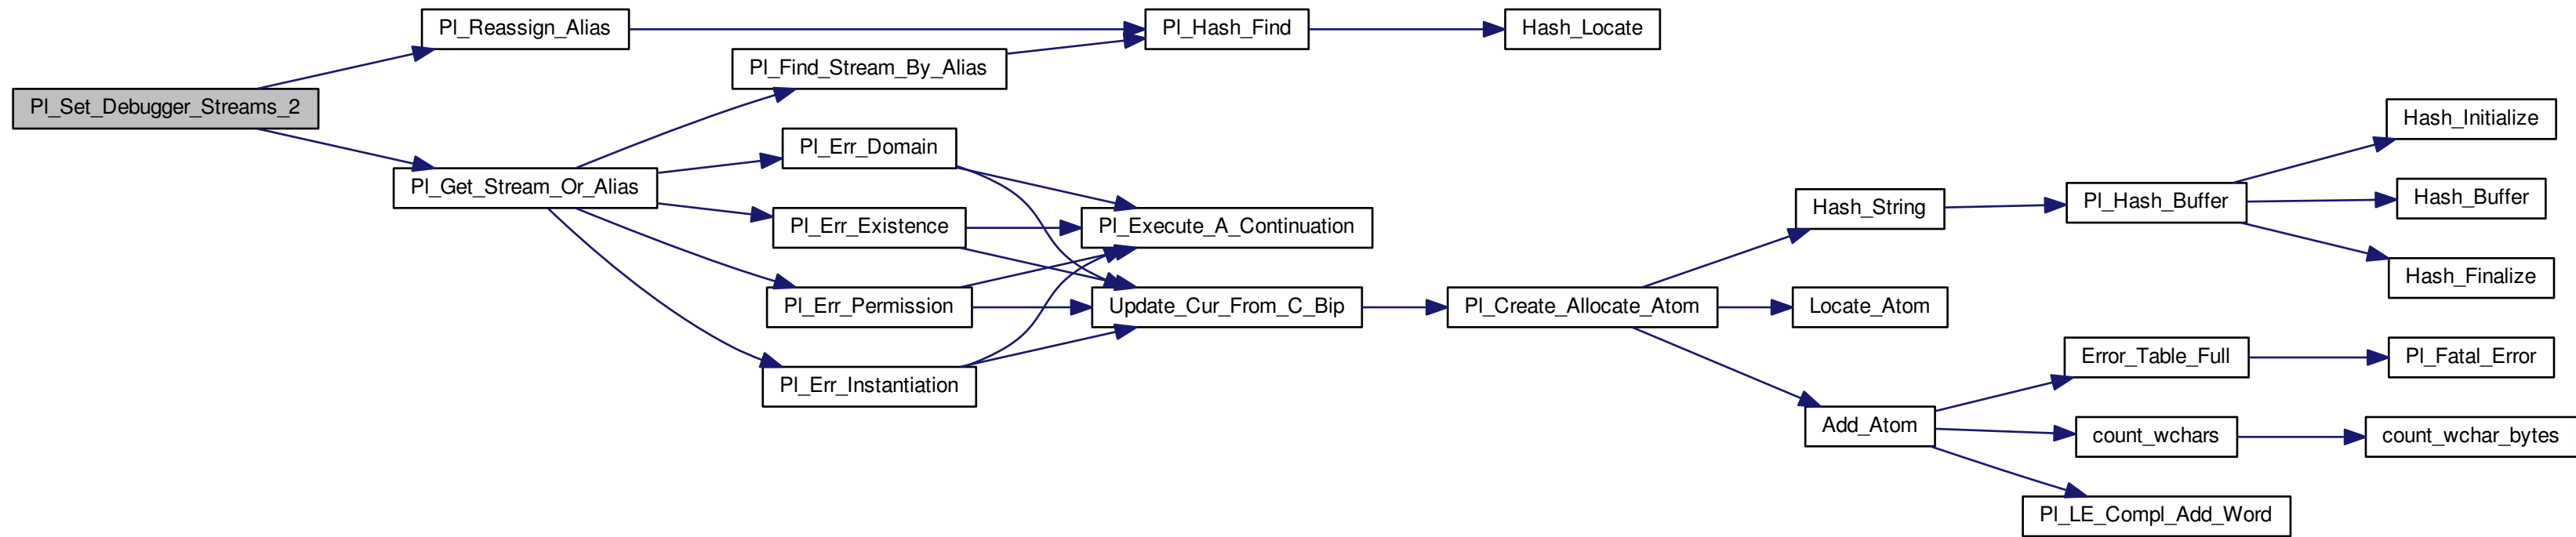 Pl_Set_Debugger_Streams_2
Pl_Reassign_Alias
Pl_Get_Stream_Or_Alias
Pl_Find_Stream_By_Alias
Pl_Err_Domain
Pl_Err_Existence
Pl_Err_Permission
Pl_Err_Instantiation
Pl_Hash_Find
Pl_Execute_A_Continuation
Update_Cur_From_C_Bip
Hash_Locate
Pl_Create_Allocate_Atom
Hash_String
Locate_Atom
Add_Atom
Pl_Hash_Buffer
Error_Table_Full
count_wchars
Pl_LE_Compl_Add_Word
Hash_Initialize
Hash_Buffer
Hash_Finalize
Pl_Fatal_Error
count_wchar_bytes